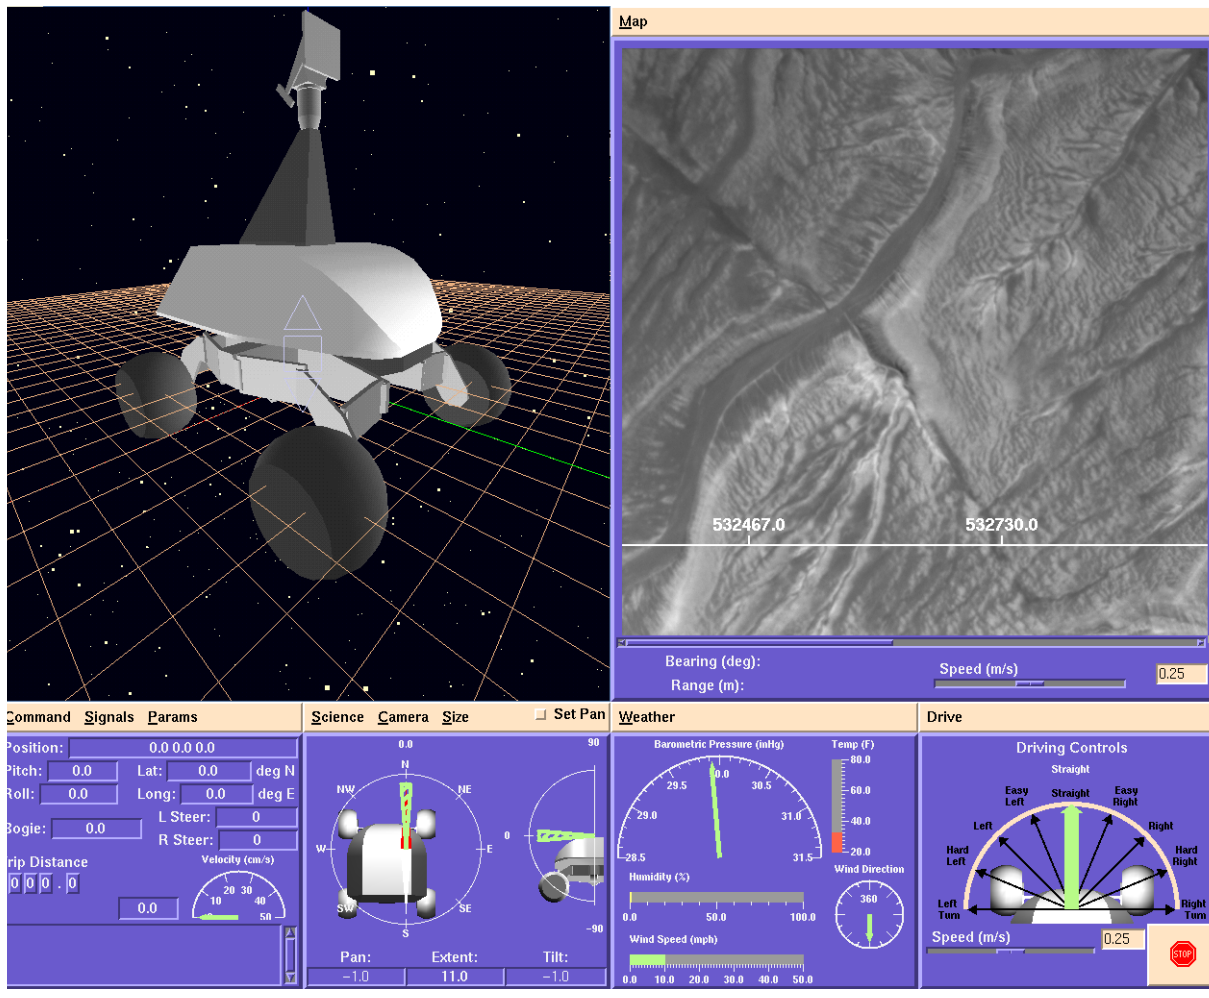 Map
532467.0 532730.0
Bearing (deg):
Range (m):
Speed (m/s) 0.25
Command Signals Params
Position: 0.0 0.0 0.0
Pitch: 0.0 Lat: 0.0 deg N
Roll: 0.0 Long: 0.0 deg E
L Steer: 0
Bogie: 0.0
R Steer: 0
Trip Distance
000.0
Velocity (cm/s)
0 10 20 30 40 50
0.0
Science Camera Size Set Pan
0.0
N
NW NE
W E
SW SE
S
90
0
-90
Pan: Extent: Tilt:
-1.0 11.0 -1.0
Weather
Barometric Pressure (inHg)
28.5 29.0 29.5 30.0 30.5 31.0 31.5
Temp (F)
80.0
60.0
40.0
20.0
Humidity (%)
0.0 50.0 100.0
Wind Direction
360
Wind Speed (mph)
0.0 10.0 20.0 30.0 40.0 50.0
Drive
Driving Controls
Straight
Easy Left Straight Easy Right
Left Right
Hard Left Hard Right
Left Turn Right Turn
Speed (m/s) 0.25
STOP